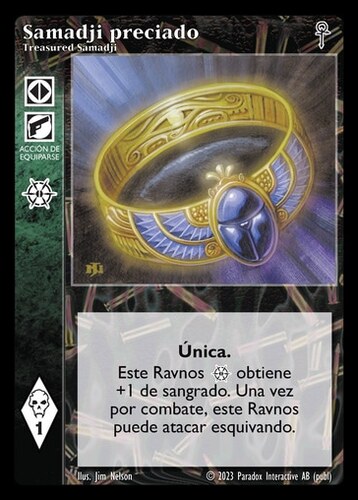 Samadji preciado
Treasured Samadji
ACCIÓN DE
EQUIPARSE
Única.
Este Ravnos obtiene
+1 de sangrado. Una vez
por combate, este Ravnos
puede atacar esquivando.
1
Ilus. Jim Nelson © 2023 Paradox Interactive AB (publ)